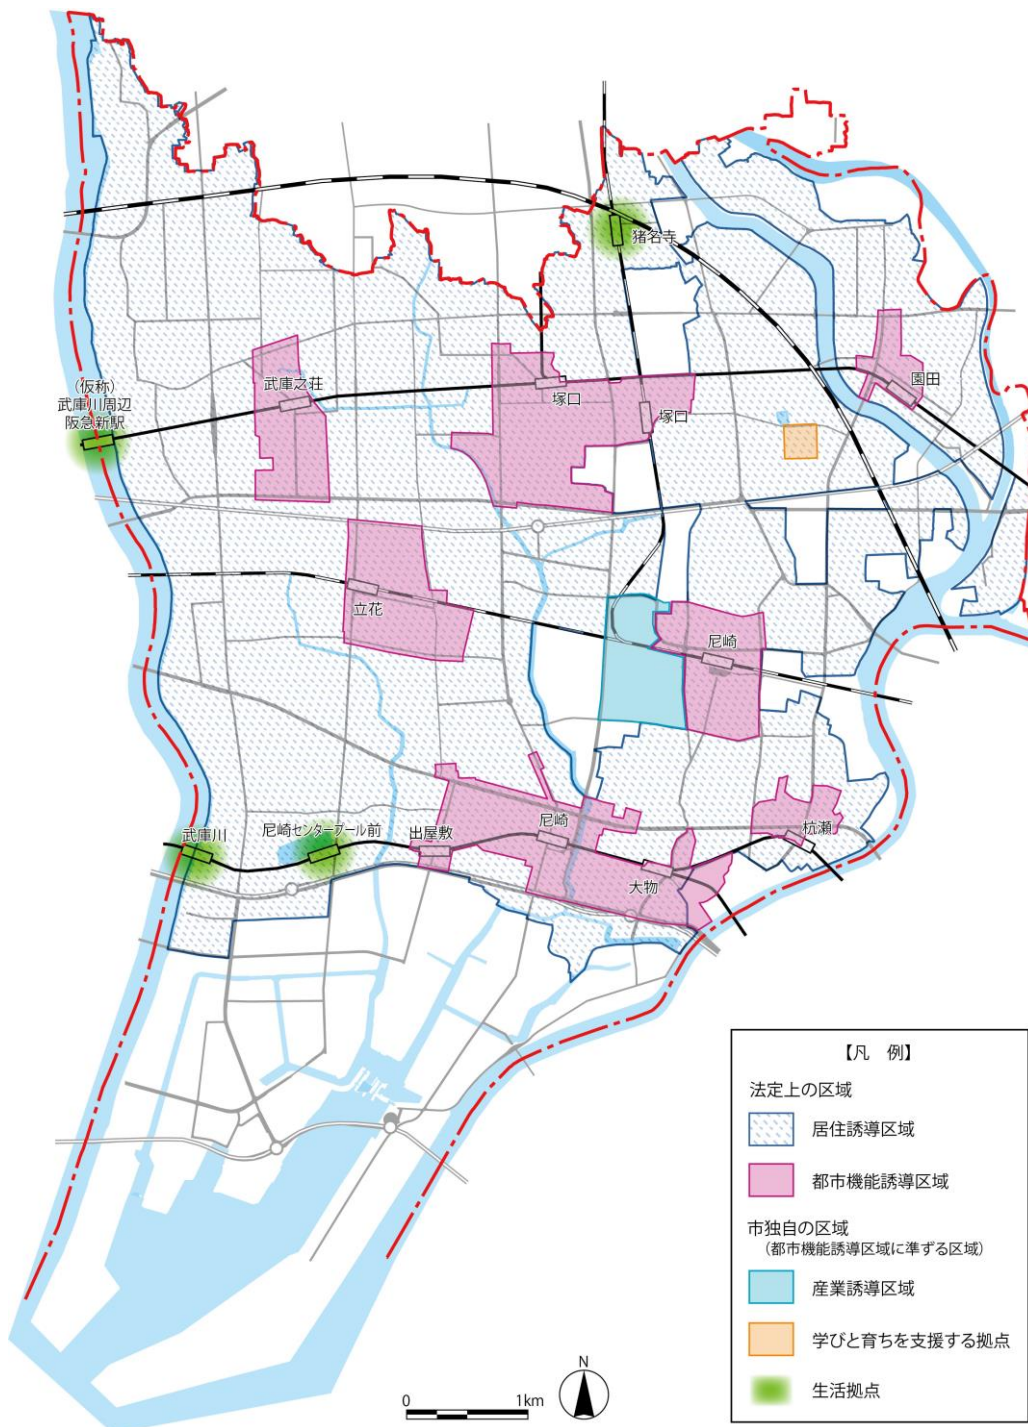 猪名寺
園田
武庫之荘
塚口
塚口
(仮称)
武庫川周辺
阪急新駅
立花
尼崎
武庫川
尼崎センタープール前
出屋敷
尼崎
大物
杭瀬
【凡 例】
法定上の区域
居住誘導区域
都市機能誘導区域
市独自の区域
(都市機能誘導区域に準ずる区域)
産業誘導区域
学びと育ちを支援する拠点
生活拠点
0 1km
N